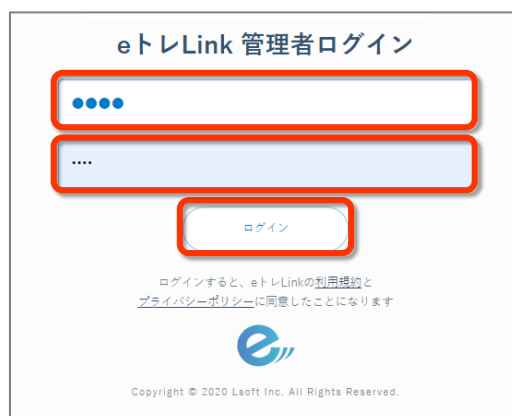 eトレLink 管理者ログイン
●●●●
••••
ログイン
ログインすると、eトレLinkの利用規約と
プライバシーポリシーに同意したことになります
Copyright © 2020 Lsoft Inc. All Rights Reserved.